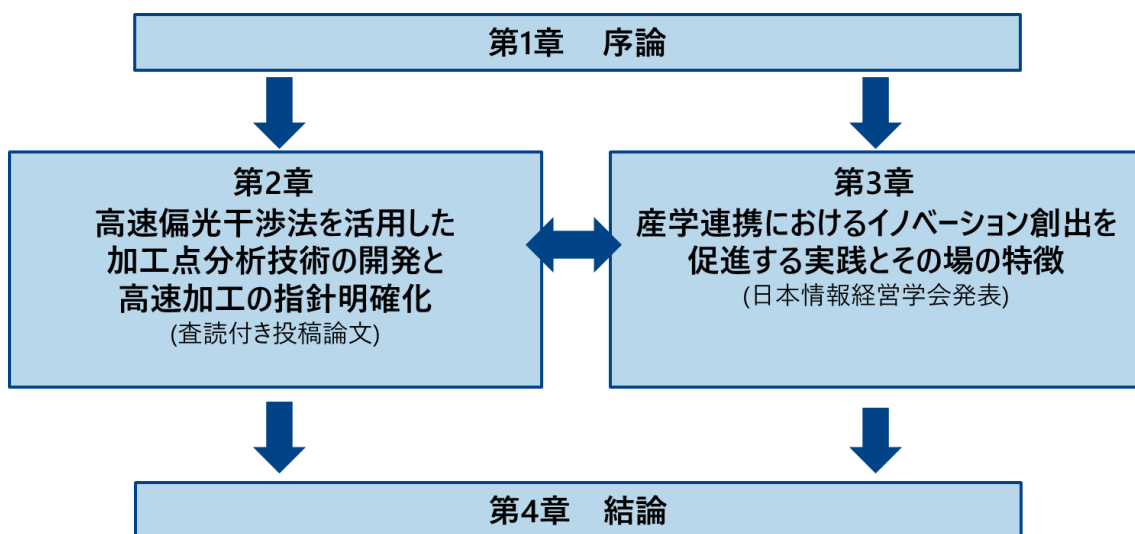 第1章　序論
第2章
高速偏光干渉法を活用した
加工点分析技術の開発と
高速加工の指針明確化
(査読付き投稿論文)
第3章
産学連携におけるイノベーション創出を
促進する実践とその場の特徴
(日本情報経営学会発表)
第4章　結論